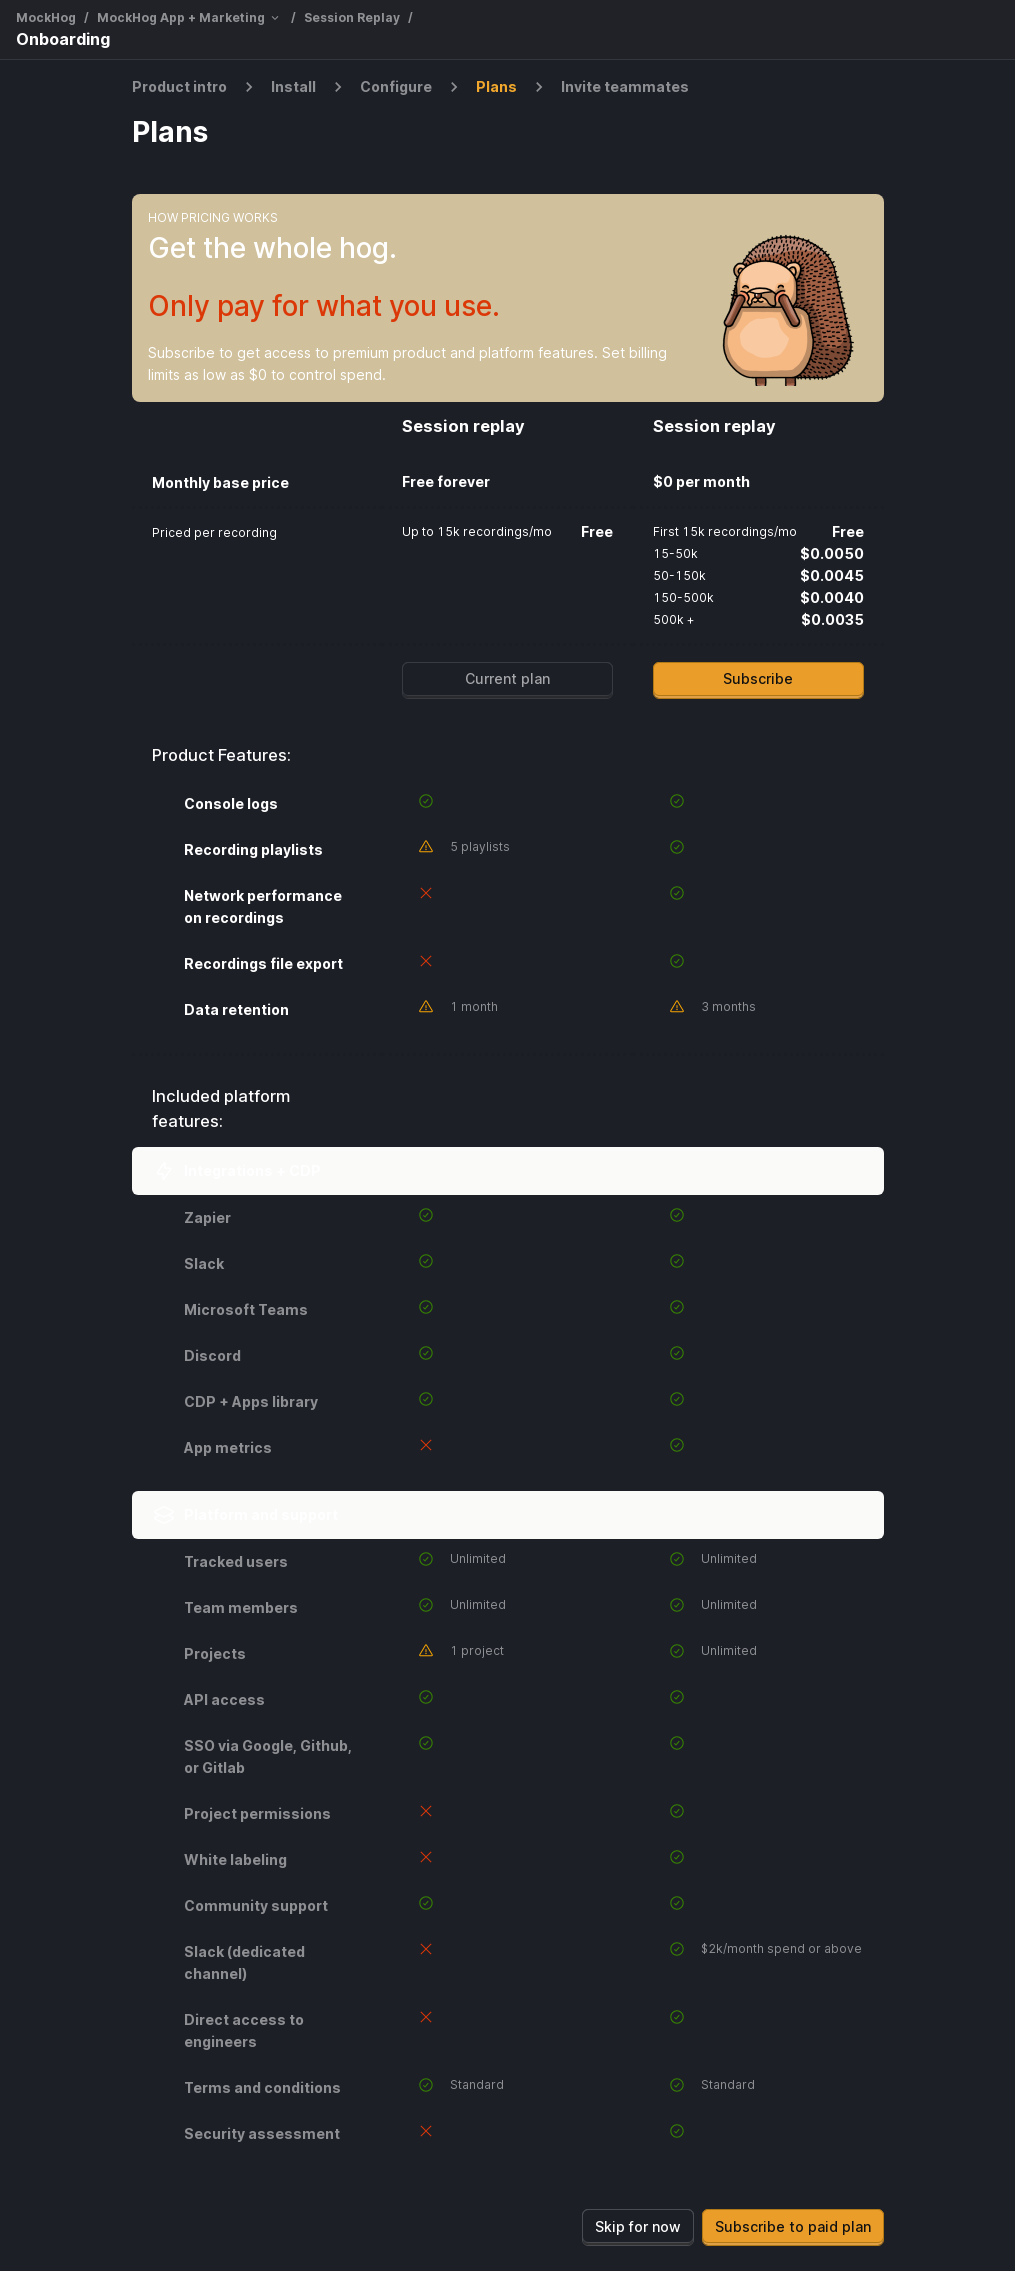 MockHog / MockHog App + Marketing / Session Replay /
Onboarding
Product intro > Install > Configure > Plans > Invite teammates
Plans
HOW PRICING WORKS
Get the whole hog.
Only pay for what you use.
Subscribe to get access to premium product and platform features. Set billing
limits as low as $0 to control spend.
Session replay Session replay
Monthly base price Free forever $0 per month
Priced per recording Up to 15k recordings/mo Free First 15k recordings/mo Free
15-50k $0.0050
50-150k $0.0045
150-500k $0.0040
500k + $0.0035
Current plan Subscribe
Product Features:
Console logs
Recording playlists 5 playlists
Network performance
on recordings
Recordings file export
Data retention 1 month 3 months
Included platform
features:
Integrations + CDP
Zapier
Slack
Microsoft Teams
Discord
CDP + Apps library
App metrics
Platform and support
Tracked users Unlimited Unlimited
Team members Unlimited Unlimited
Projects 1 project Unlimited
API access
SSO via Google, Github,
or Gitlab
Project permissions
White labeling
Community support
Slack (dedicated
channel) $2k/month spend or above
Direct access to
engineers
Terms and conditions Standard Standard
Security assessment
Skip for now Subscribe to paid plan